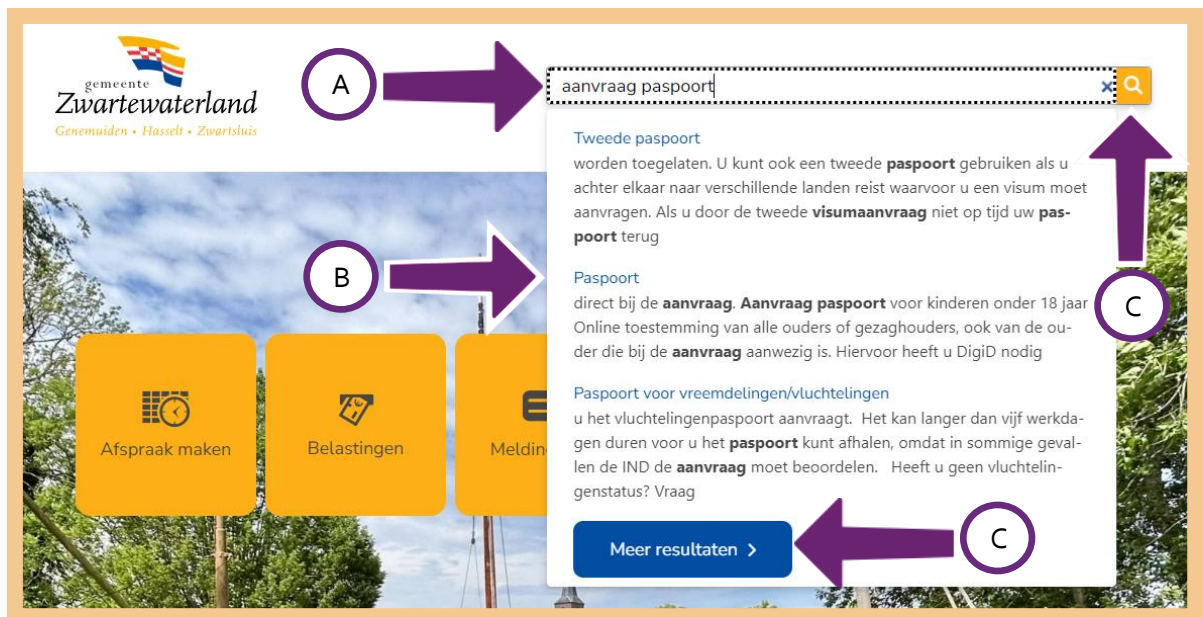 gemeente
Zwartewaterland
Genemuiden • Hasselt • Zwartsluis
A
aanvraag paspoort
Tweede paspoort
worden toegelaten. U kunt ook een tweede paspoort gebruiken als u
achter elkaar naar verschillende landen reist waarvoor u een visum moet
aanvragen. Als u door de tweede visumaanvraag niet op tijd uw pas-
poort terug
B
Paspoort
direct bij de aanvraag. Aanvraag paspoort voor kinderen onder 18 jaar
Online toestemming van alle ouders of gezaghouders, ook van de ou-
der die bij de aanvraag aanwezig is. Hiervoor heeft u DigiD nodig
C
Paspoort voor vreemdelingen/vluchtelingen
u het vluchtelingenpaspoort aanvraagt. Het kan langer dan vijf werkda-
gen duren voor u het paspoort kunt afhalen, omdat in sommige geval-
len de IND de aanvraag moet beoordelen. Heeft u geen vluchtelin-
genstatus? Vraag
Afspraak maken
Belastingen
Meldin
Meer resultaten >
C